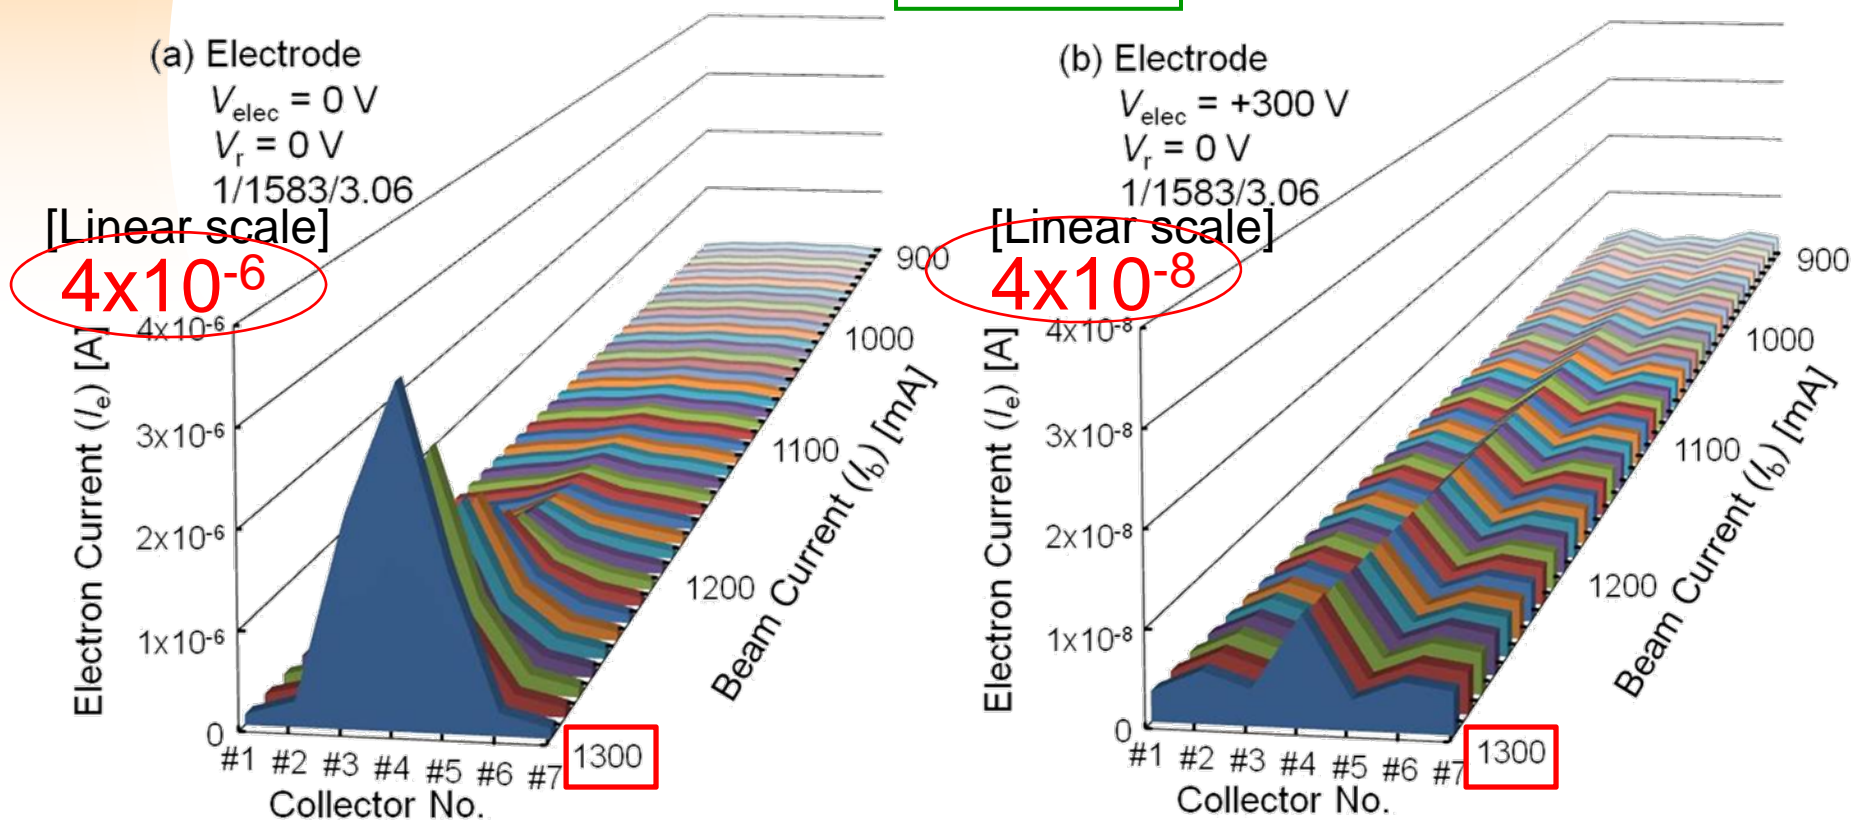 (a) Electrode
V_elec = 0 V
V_r = 0 V
1/1583/3.06
[Linear scale]
4x10^-6
4x10^-6
3x10^-6
2x10^-6
1x10^-6
0
Electron Current (I_e) [A]
#1 #2 #3 #4 #5 #6 #7
Collector No.
900
1000
1100
1200
1300
Beam Current (I_b) [mA]
(b) Electrode
V_elec = +300 V
V_r = 0 V
1/1583/3.06
[Linear scale]
4x10^-8
4x10^-8
3x10^-8
2x10^-8
1x10^-8
0
Electron Current (I_e) [A]
#1 #2 #3 #4 #5 #6 #7
Collector No.
900
1000
1100
1200
1300
Beam Current (I_b) [mA]